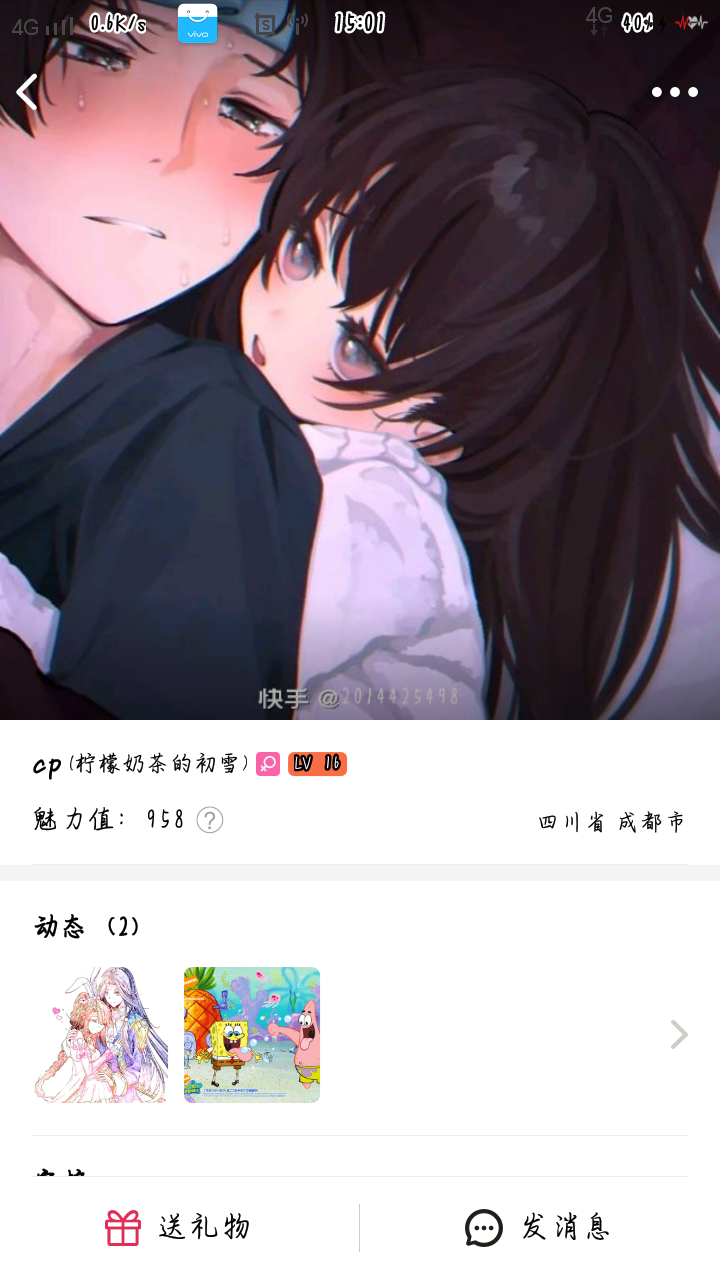 4G 0.6K/s vivo 15:01 4G 40%
快手 @2014425498
cp(柠檬奶茶的初雪) LV 16
魅力值: 958 ?
四川省 成都市
动态 (2)
送礼物
发消息